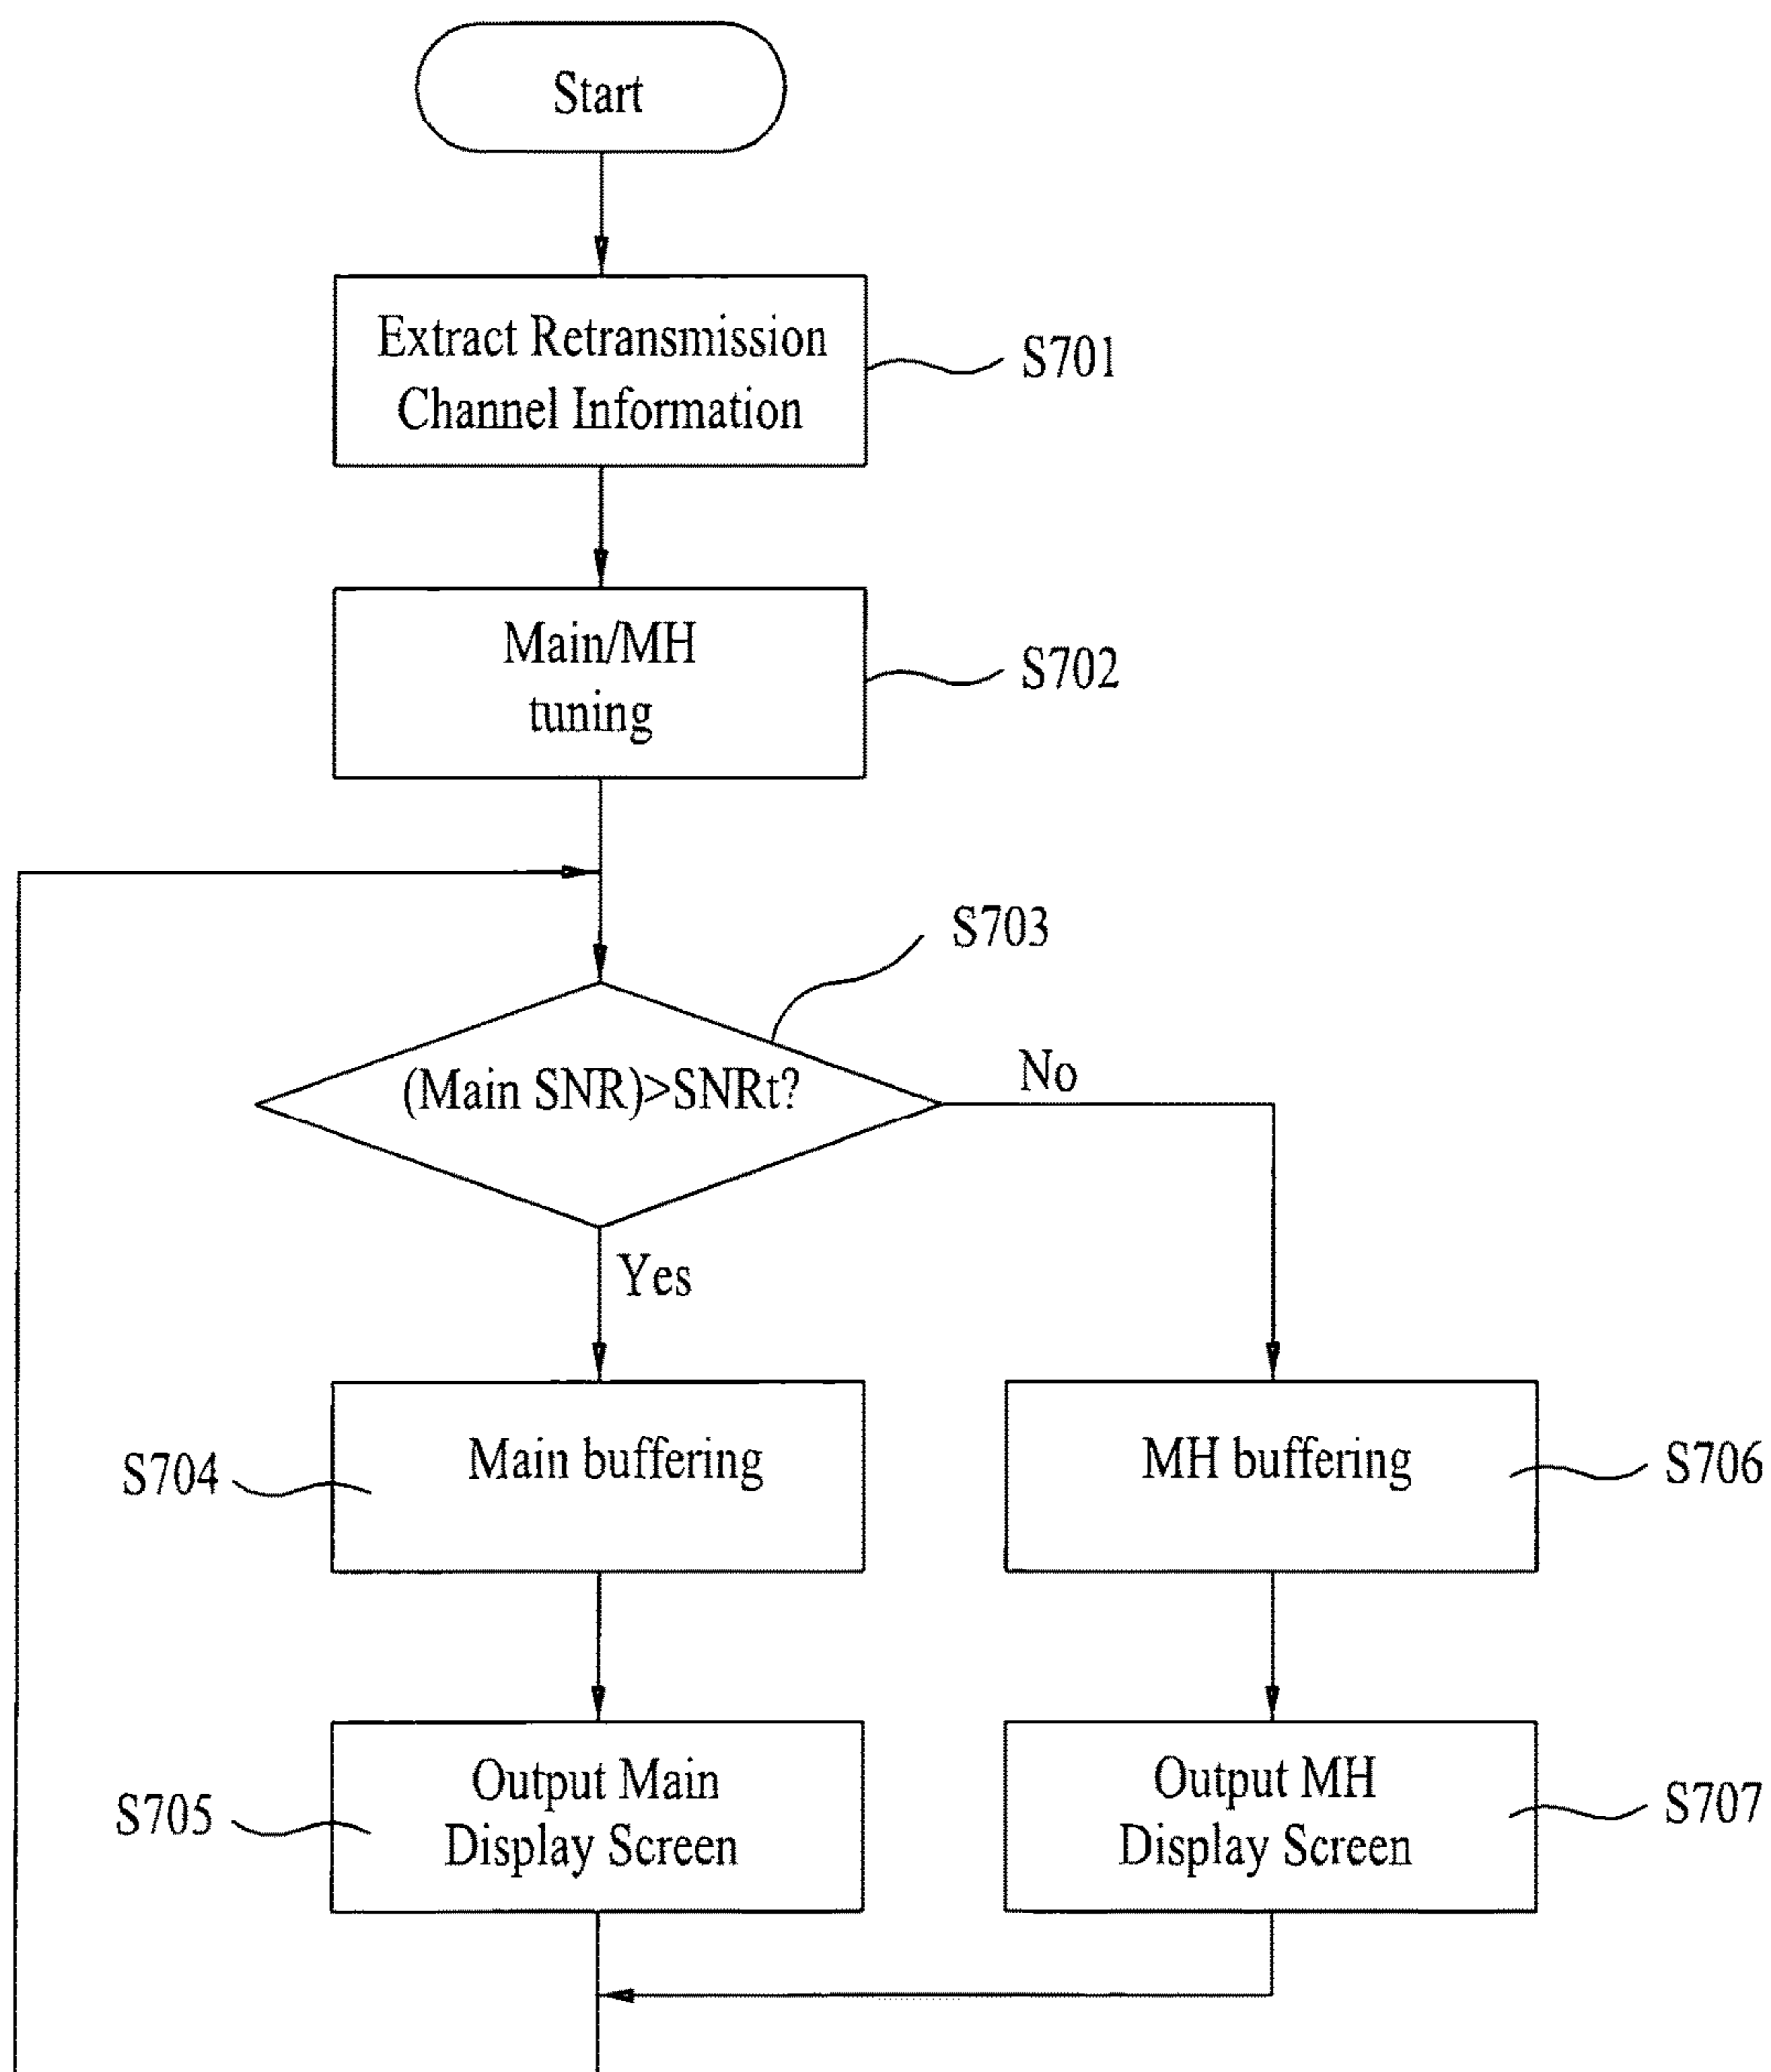 Start
Extract Retransmission
Channel Information
S701
Main/MH
tuning
S702
S703
(Main SNR)>SNRt?
No
Yes
Main buffering
S704
MH buffering
S706
Output Main
Display Screen
S705
Output MH
Display Screen
S707